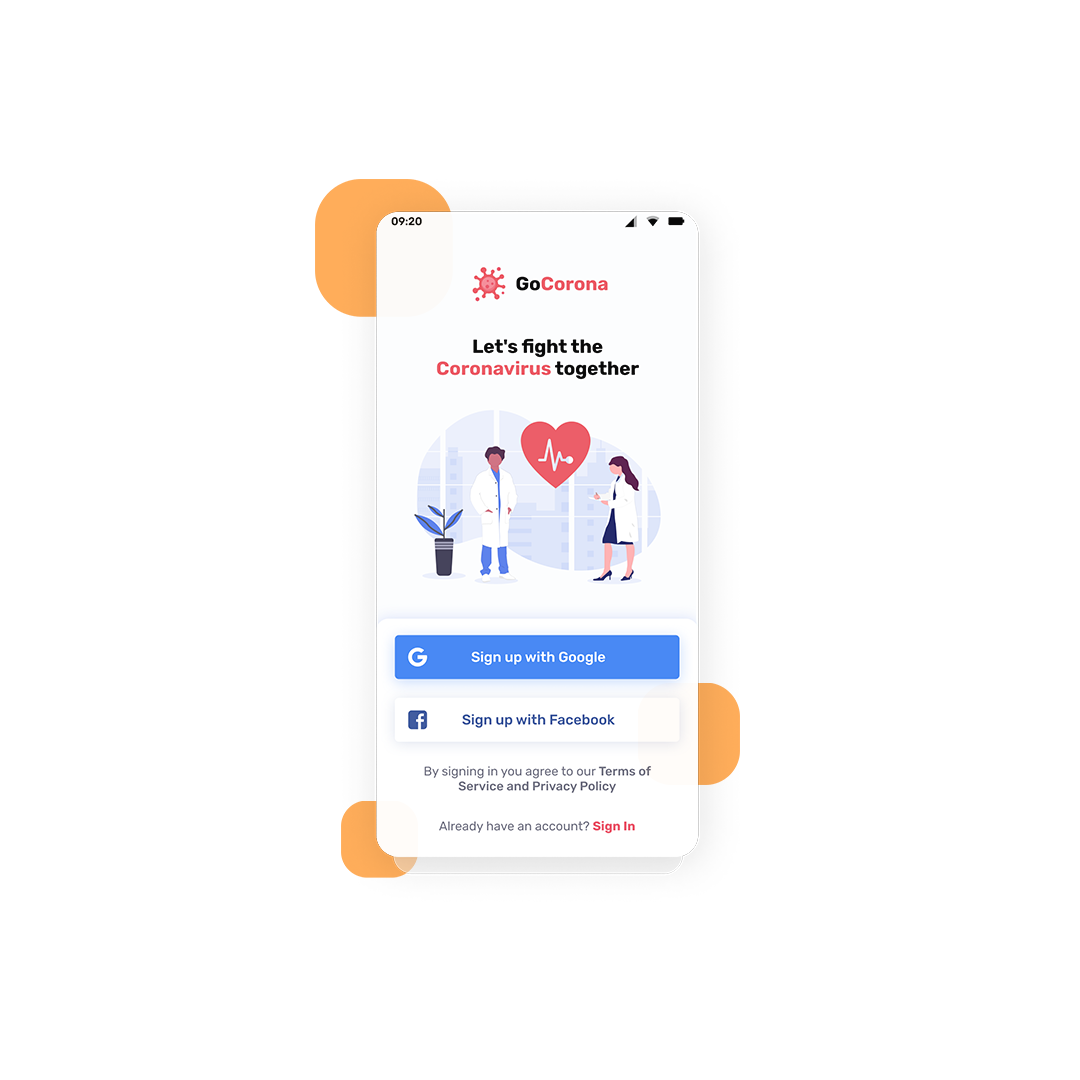 09:20
GoCorona
Let's fight the
Coronavirus together
Sign up with Google
Sign up with Facebook
By signing in you agree to our Terms of
Service and Privacy Policy
Already have an account? Sign In